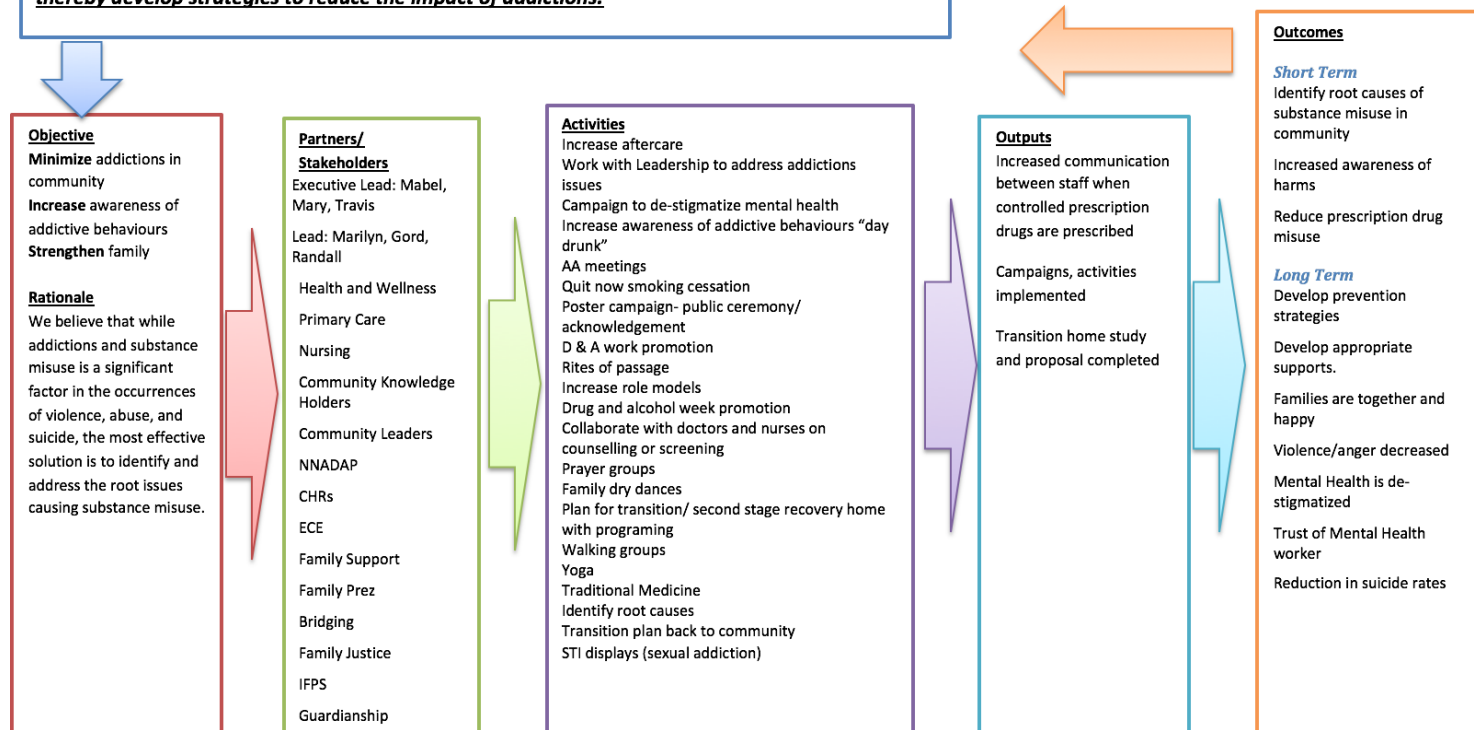 thereby develop strategies to reduce the impact of addictions.
Objective
Minimize addictions in
community
Increase awareness of
addictive behaviours
Strengthen family
Rationale
We believe that while
addictions and substance
misuse is a significant
factor in the occurrences
of violence, abuse, and
suicide, the most effective
solution is to identify and
address the root issues
causing substance misuse.
Partners/
Stakeholders
Executive Lead: Mabel,
Mary, Travis
Lead: Marilyn, Gord,
Randall
Health and Wellness
Primary Care
Nursing
Community Knowledge
Holders
Community Leaders
NNADAP
CHRs
ECE
Family Support
Family Prez
Bridging
Family Justice
IFPS
Guardianship
Activities
Increase aftercare
Work with Leadership to address addictions
issues
Campaign to de-stigmatize mental health
Increase awareness of addictive behaviours “day
drunk”
AA meetings
Quit now smoking cessation
Poster campaign- public ceremony/
acknowledgement
D & A work promotion
Rites of passage
Increase role models
Drug and alcohol week promotion
Collaborate with doctors and nurses on
counselling or screening
Prayer groups
Family dry dances
Plan for transition/ second stage recovery home
with programing
Walking groups
Yoga
Traditional Medicine
Identify root causes
Transition plan back to community
STI displays (sexual addiction)
Outputs
Increased communication
between staff when
controlled prescription
drugs are prescribed
Campaigns, activities
implemented
Transition home study
and proposal completed
Outcomes
Short Term
Identify root causes of
substance misuse in
community
Increased awareness of
harms
Reduce prescription drug
misuse
Long Term
Develop prevention
strategies
Develop appropriate
supports.
Families are together and
happy
Violence/anger decreased
Mental Health is de-
stigmatized
Trust of Mental Health
worker
Reduction in suicide rates